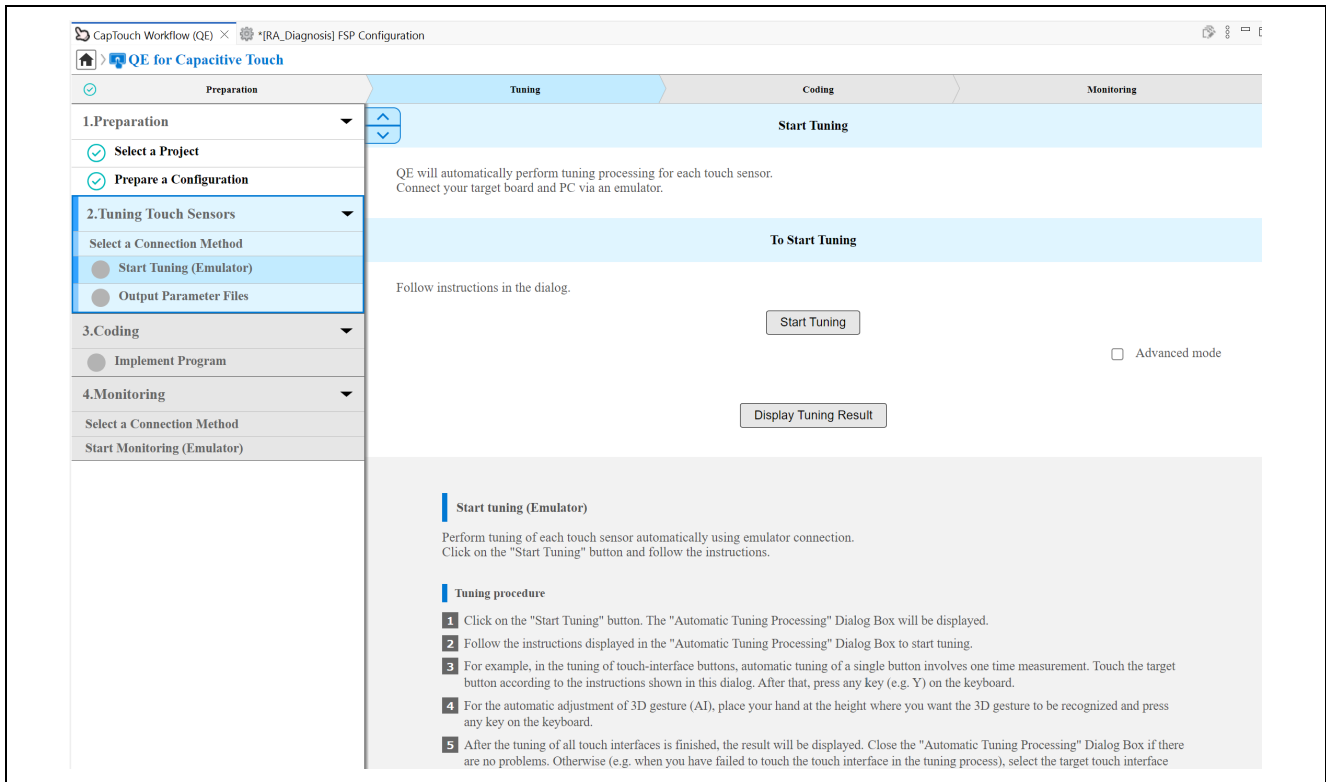 CapTouch Workflow (QE) *[RA_Diagnosis] FSP Configuration
QE for Capacitive Touch
Preparation Tuning Coding Monitoring
1.Preparation
Select a Project
Prepare a Configuration
2.Tuning Touch Sensors
Select a Connection Method
Start Tuning (Emulator)
Output Parameter Files
3.Coding
Implement Program
4.Monitoring
Select a Connection Method
Start Monitoring (Emulator)
Start Tuning
QE will automatically perform tuning processing for each touch sensor.
Connect your target board and PC via an emulator.
To Start Tuning
Follow instructions in the dialog.
Start Tuning
Advanced mode
Display Tuning Result
Start tuning (Emulator)
Perform tuning of each touch sensor automatically using emulator connection.
Click on the "Start Tuning" button and follow the instructions.
Tuning procedure
1 Click on the "Start Tuning" button. The "Automatic Tuning Processing" Dialog Box will be displayed.
2 Follow the instructions displayed in the "Automatic Tuning Processing" Dialog Box to start tuning.
3 For example, in the tuning of touch-interface buttons, automatic tuning of a single button involves one time measurement. Touch the target
button according to the instructions shown in this dialog. After that, press any key (e.g. Y) on the keyboard.
4 For the automatic adjustment of 3D gesture (AI), place your hand at the height where you want the 3D gesture to be recognized and press
any key on the keyboard.
5 After the tuning of all touch interfaces is finished, the result will be displayed. Close the "Automatic Tuning Processing" Dialog Box if there
are no problems. Otherwise (e.g. when you have failed to touch the touch interface in the tuning process), select the target touch interface